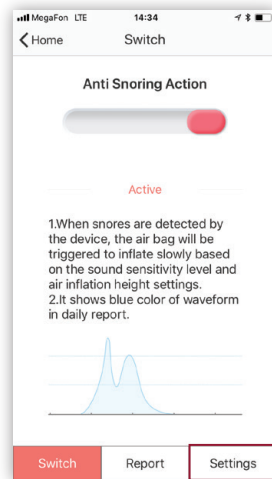 MegaFon LTE 14:34
Home Switch
Anti Snoring Action
Active
1.When snores are detected by
the device, the air bag will be
triggered to inflate slowly based
on the sound sensitivity level and
air inflation height settings.
2.It shows blue color of waveform
in daily report.
Switch Report Settings